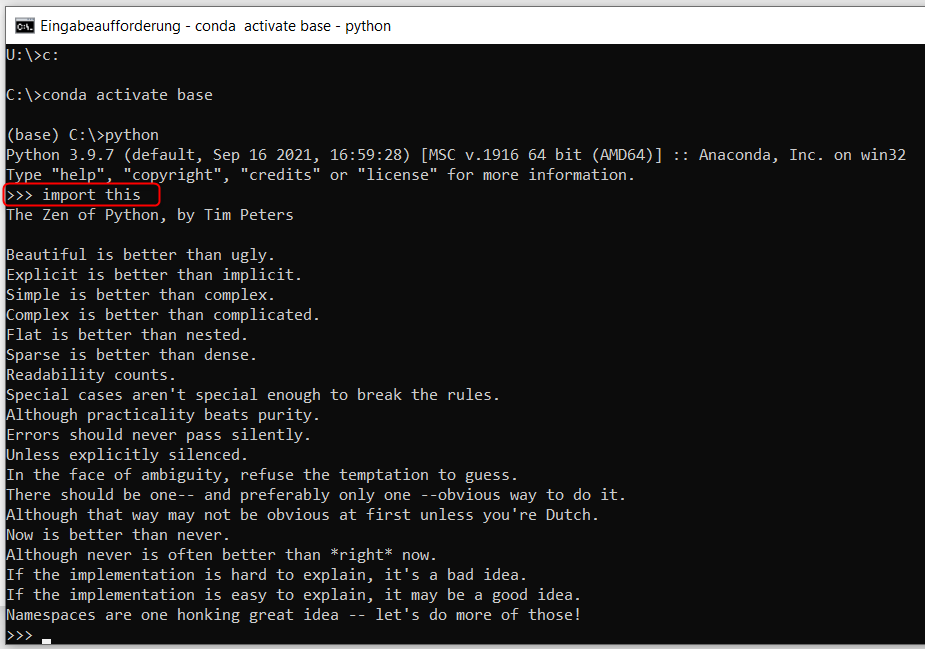 Eingabeaufforderung - conda  activate base - python
U:\>c:
C:\>conda activate base
(base) C:\>python
Python 3.9.7 (default, Sep 16 2021, 16:59:28) [MSC v.1916 64 bit (AMD64)] :: Anaconda, Inc. on win32
Type "help", "copyright", "credits" or "license" for more information.
>>> import this
The Zen of Python, by Tim Peters
Beautiful is better than ugly.
Explicit is better than implicit.
Simple is better than complex.
Complex is better than complicated.
Flat is better than nested.
Sparse is better than dense.
Readability counts.
Special cases aren't special enough to break the rules.
Although practicality beats purity.
Errors should never pass silently.
Unless explicitly silenced.
In the face of ambiguity, refuse the temptation to guess.
There should be one-- and preferably only one --obvious way to do it.
Although that way may not be obvious at first unless you're Dutch.
Now is better than never.
Although never is often better than *right* now.
If the implementation is hard to explain, it's a bad idea.
If the implementation is easy to explain, it may be a good idea.
Namespaces are one honking great idea -- let's do more of those!
>>>